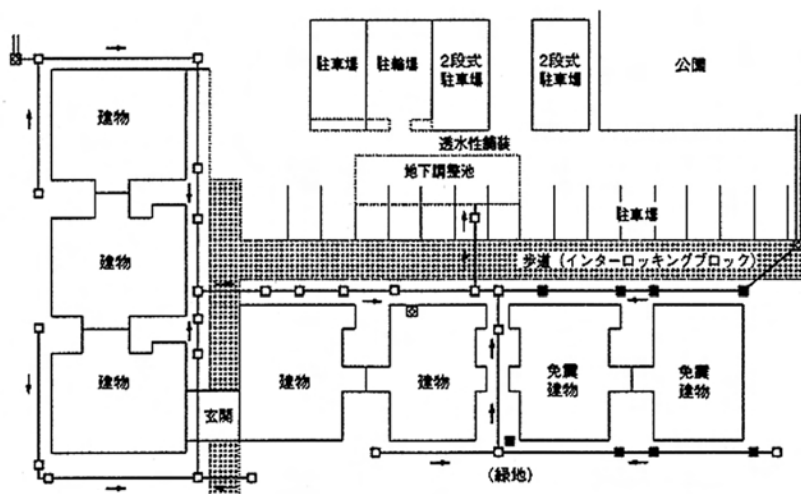 駐車場
駐輪場
2段式
駐車場
2段式
駐車場
公園
建物
透水性舗装
地下調整池
駐車場
建物
歩道(インターロッキングブロック)
建物
建物
建物
免震
建物
免震
建物
玄関
(緑地)